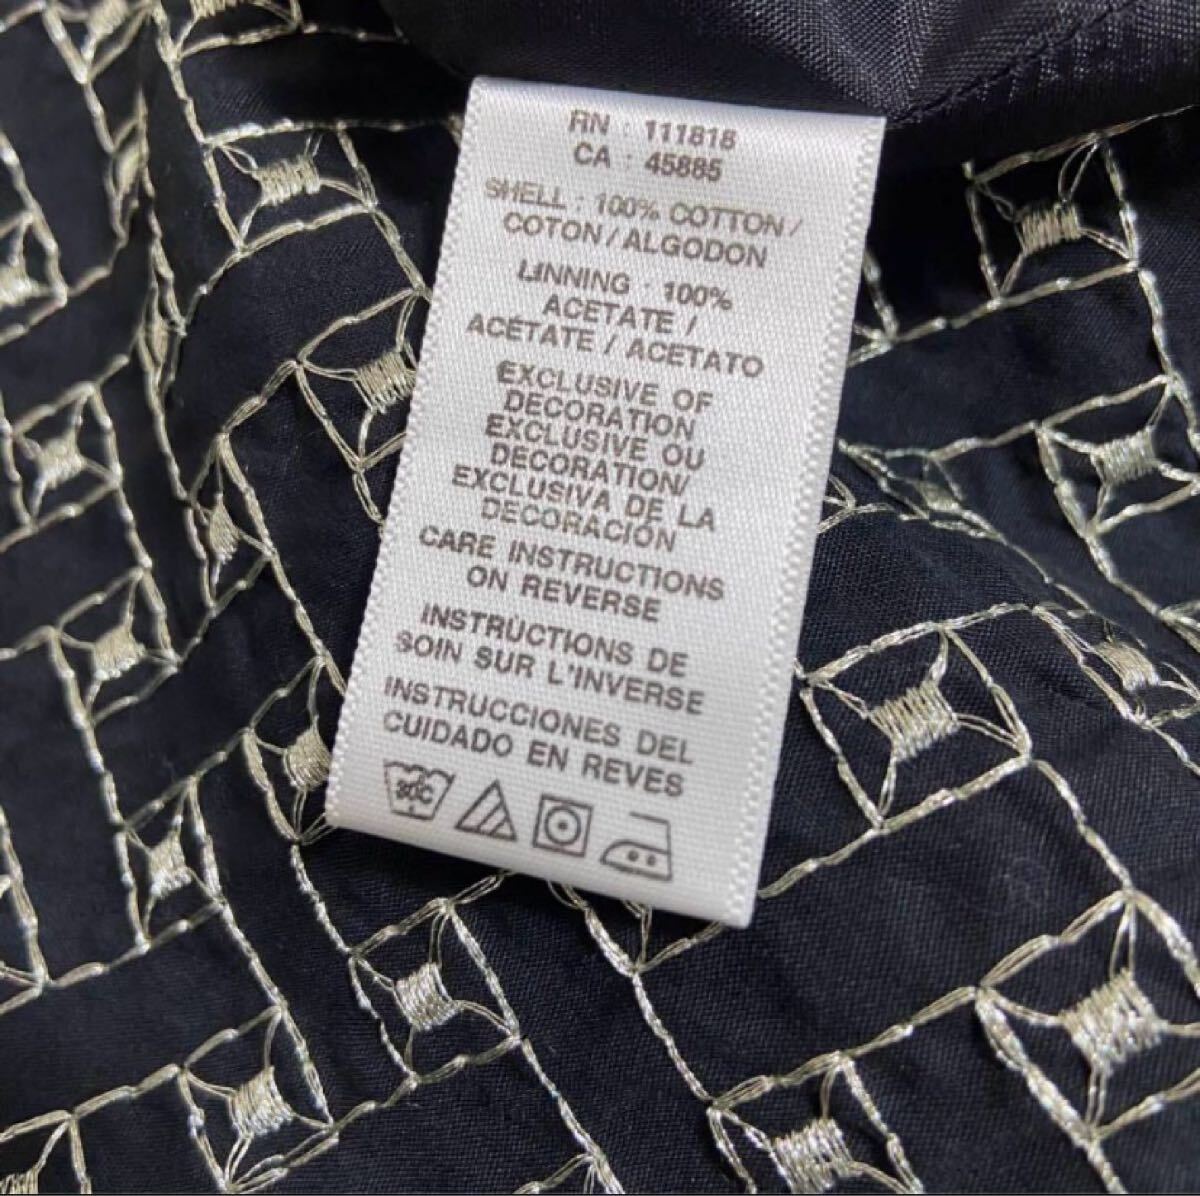 RN : 111818
CA : 45885
SHELL : 100% COTTON/
COTON/ALGODON
LINNING : 100%
ACETATE /
ACETATE / ACETATO
EXCLUSIVE OF
DECORATION
EXCLUSIVE OU
DECORATION/
EXCLUSIVA DE LA
DECORACIÓN
CARE INSTRUCTIONS
ON REVERSE
INSTRUCTIONS DE
SOIN SUR L'INVERSE
INSTRUCCIONES DEL
CUIDADO EN REVES
30C